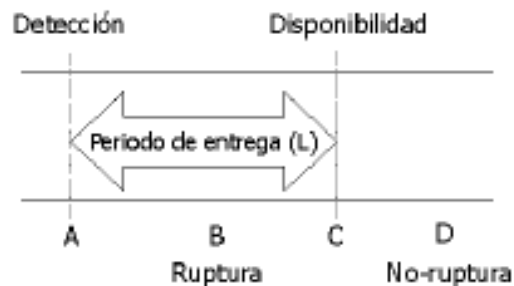 Detección Disponibilidad
Periodo de entrega (L)
A B C D
Ruptura No-ruptura